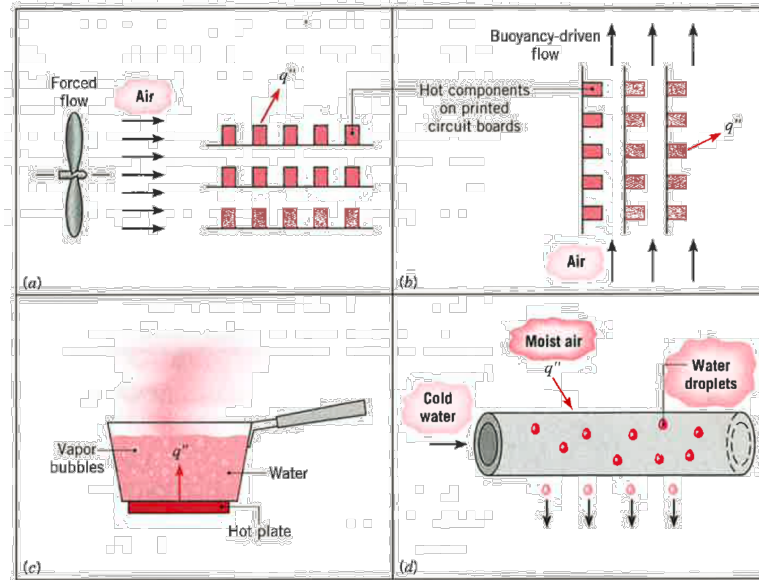 Forced
flow
Air
q"
Hot components
on printed
circuit boards
(a)
Buoyancy-driven
flow
q"
Air
(b)
Vapor
bubbles
q"
Water
Hot plate
(c)
Moist air
q"
Water
droplets
Cold
water
(d)